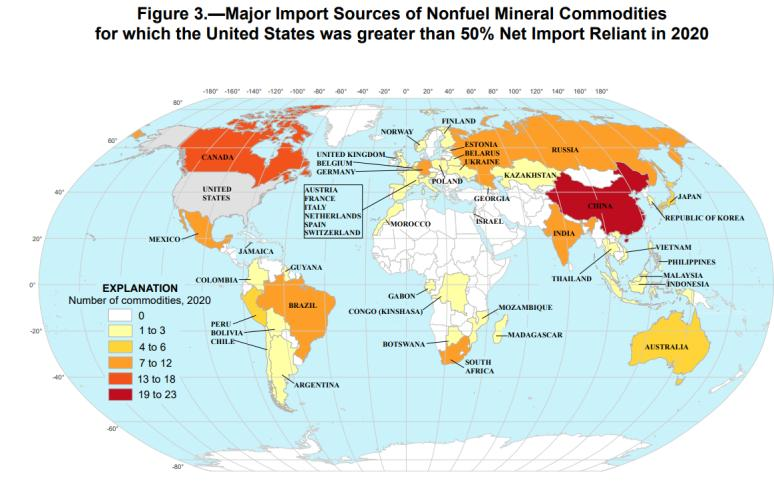 Figure 3.—Major Import Sources of Nonfuel Mineral Commodities
for which the United States was greater than 50% Net Import Reliant in 2020
-180° -160° -140° -120° -100° -80° -60° -40° -20° 0° 20° 40° 60° 80° 100° 120° 140° 160° 180°
80°
60°
40°
20°
0°
-20°
-40°
-60°
-80°
FINLAND
NORWAY
ESTONIA
BELARUS
UKRAINE
RUSSIA
CANADA
UNITED KINGDOM
BELGIUM
GERMANY
POLAND
KAZAKHSTAN
UNITED
STATES
AUSTRIA
FRANCE
ITALY
NETHERLANDS
SPAIN
SWITZERLAND
GEORGIA
CHINA
JAPAN
REPUBLIC OF KOREA
MOROCCO
ISRAEL
MEXICO
INDIA
JAMAICA
VIETNAM
PHILIPPINES
GUYANA
COLOMBIA
THAILAND
MALAYSIA
INDONESIA
GABON
CONGO (KINSHASA)
BRAZIL
MOZAMBIQUE
PERU
BOLIVIA
CHILE
MADAGASCAR
BOTSWANA
AUSTRALIA
SOUTH
AFRICA
ARGENTINA
EXPLANATION
Number of commodities, 2020
0
1 to 3
4 to 6
7 to 12
13 to 18
19 to 23